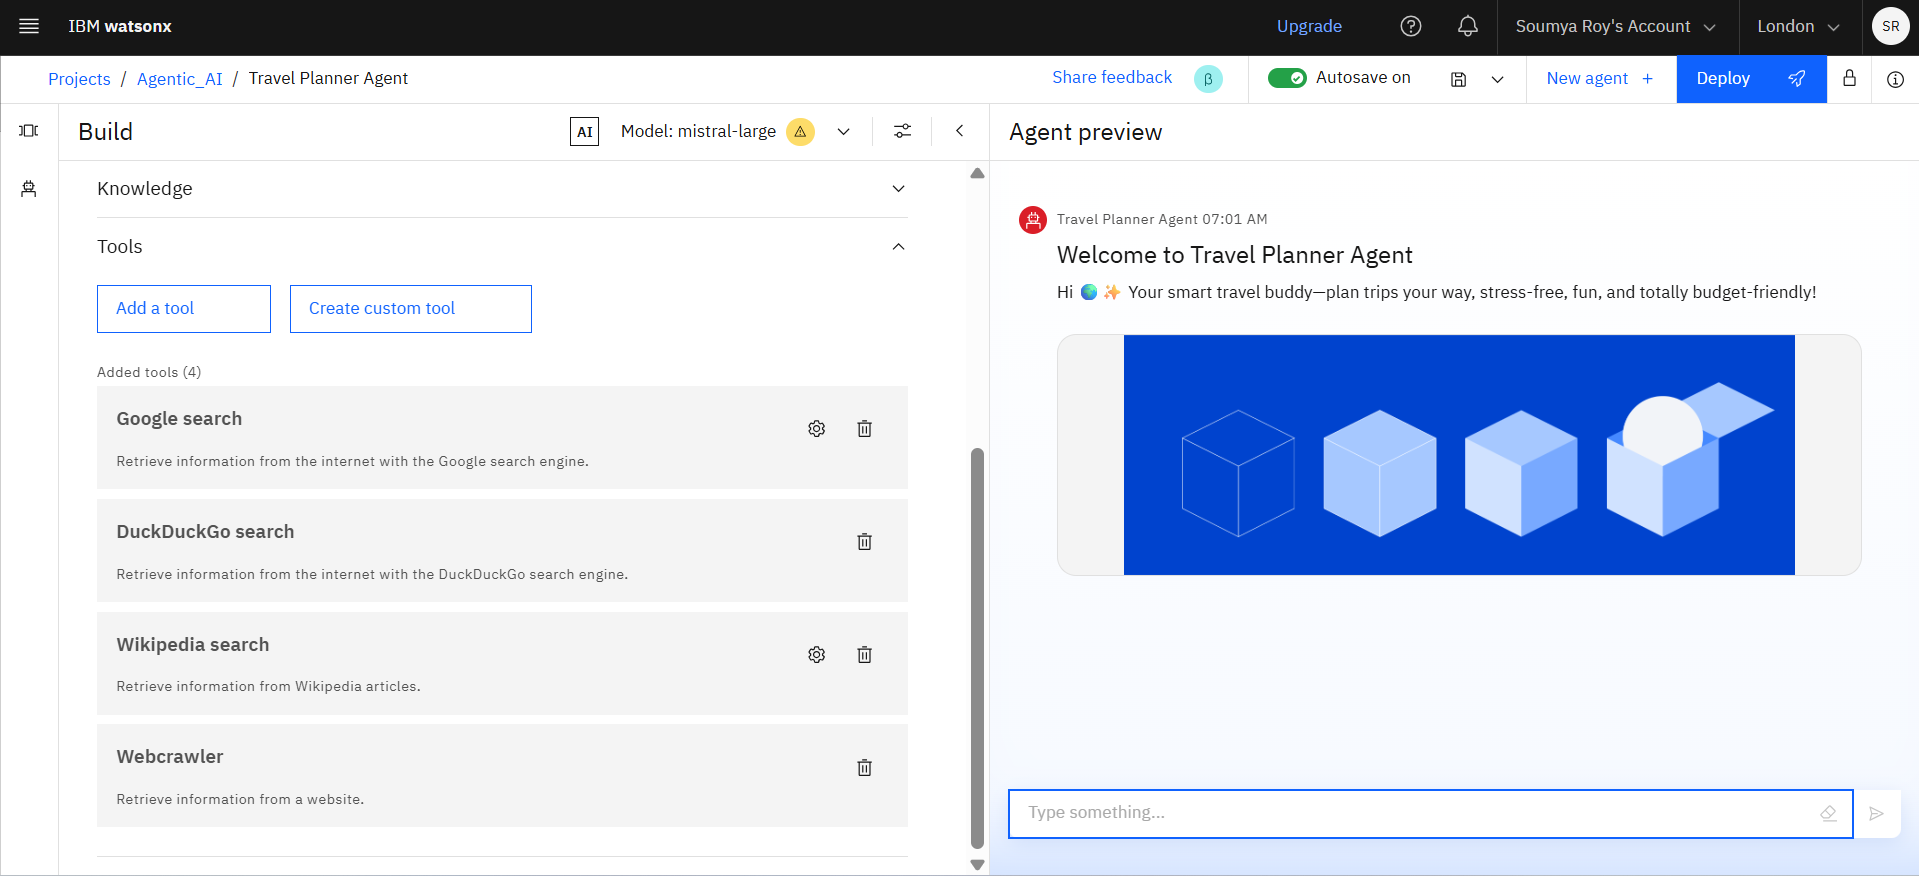 IBM watsonx
Upgrade
Soumya Roy's Account
London
SR
Projects / Agentic_AI / Travel Planner Agent
Share feedback
β
Autosave on
New agent +
Deploy
Build
AI
Model: mistral-large
Agent preview
Knowledge
Tools
Add a tool
Create custom tool
Added tools (4)
Google search
Retrieve information from the internet with the Google search engine.
DuckDuckGo search
Retrieve information from the internet with the DuckDuckGo search engine.
Wikipedia search
Retrieve information from Wikipedia articles.
Webcrawler
Retrieve information from a website.
Travel Planner Agent 07:01 AM
Welcome to Travel Planner Agent
Hi 🌍 ✨ Your smart travel buddy—plan trips your way, stress-free, fun, and totally budget-friendly!
Type something...